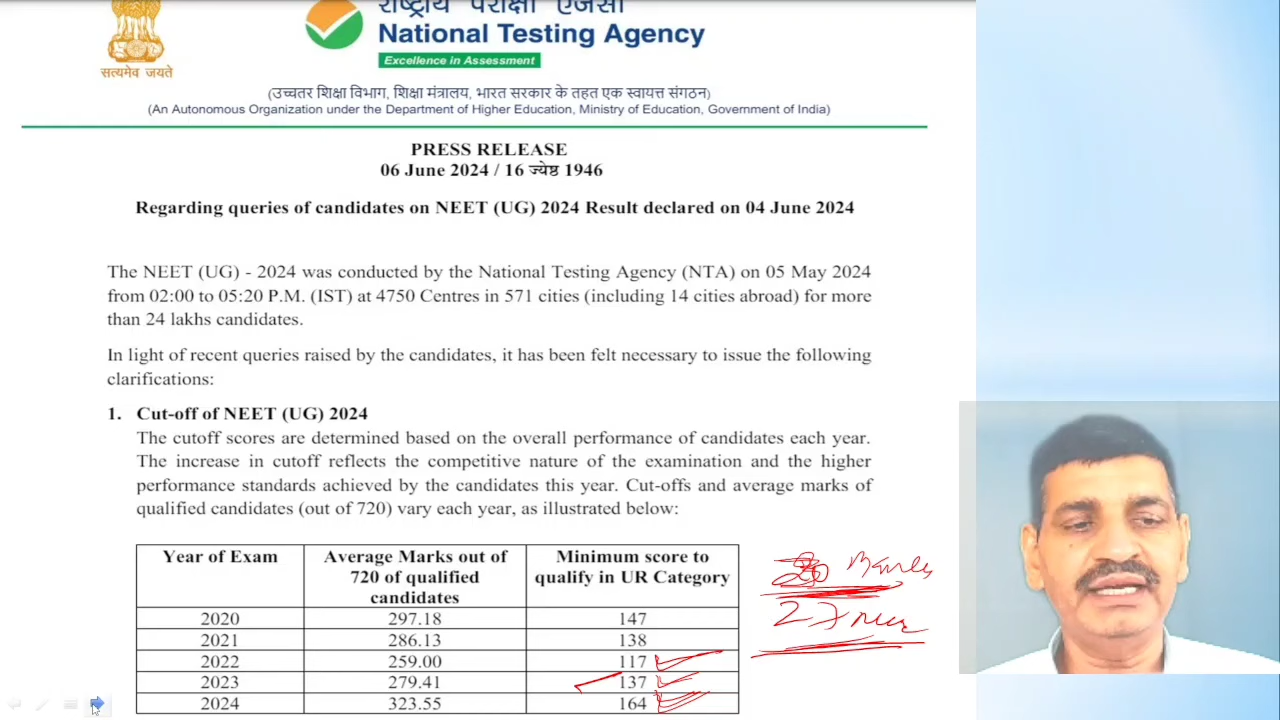 सत्यमेव जयते
राष्ट्रीय परीक्षा एजेंसी
National Testing Agency
Excellence in Assessment
(उच्चतर शिक्षा विभाग, शिक्षा मंत्रालय, भारत सरकार के तहत एक स्वायत्त संगठन)
(An Autonomous Organization under the Department of Higher Education, Ministry of Education, Government of India)
PRESS RELEASE
06 June 2024 / 16 ज्येष्ठ 1946
Regarding queries of candidates on NEET (UG) 2024 Result declared on 04 June 2024
The NEET (UG) - 2024 was conducted by the National Testing Agency (NTA) on 05 May 2024
from 02:00 to 05:20 P.M. (IST) at 4750 Centres in 571 cities (including 14 cities abroad) for more
than 24 lakhs candidates.
In light of recent queries raised by the candidates, it has been felt necessary to issue the following
clarifications:
1. Cut-off of NEET (UG) 2024
The cutoff scores are determined based on the overall performance of candidates each year.
The increase in cutoff reflects the competitive nature of the examination and the higher
performance standards achieved by the candidates this year. Cut-offs and average marks of
qualified candidates (out of 720) vary each year, as illustrated below:
Year of Exam Average Marks out of 720 of qualified candidates Minimum score to qualify in UR Category
2020 297.18 147
2021 286.13 138
2022 259.00 117
2023 279.41 137
2024 323.55 164
Marks
27